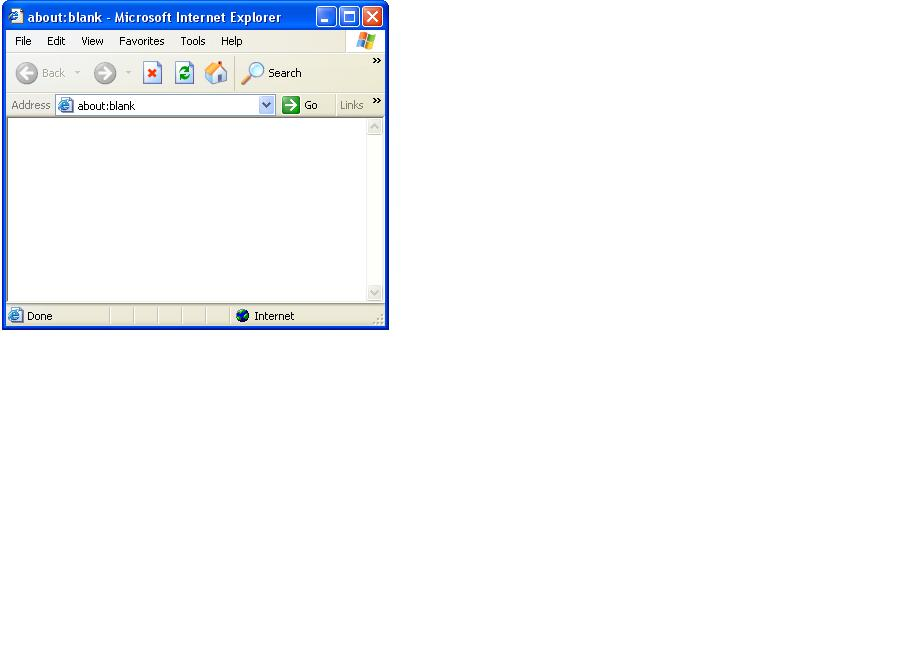 about:blank - Microsoft Internet Explorer
File Edit View Favorites Tools Help
Back Search »
Address about:blank Go Links »
Done Internet